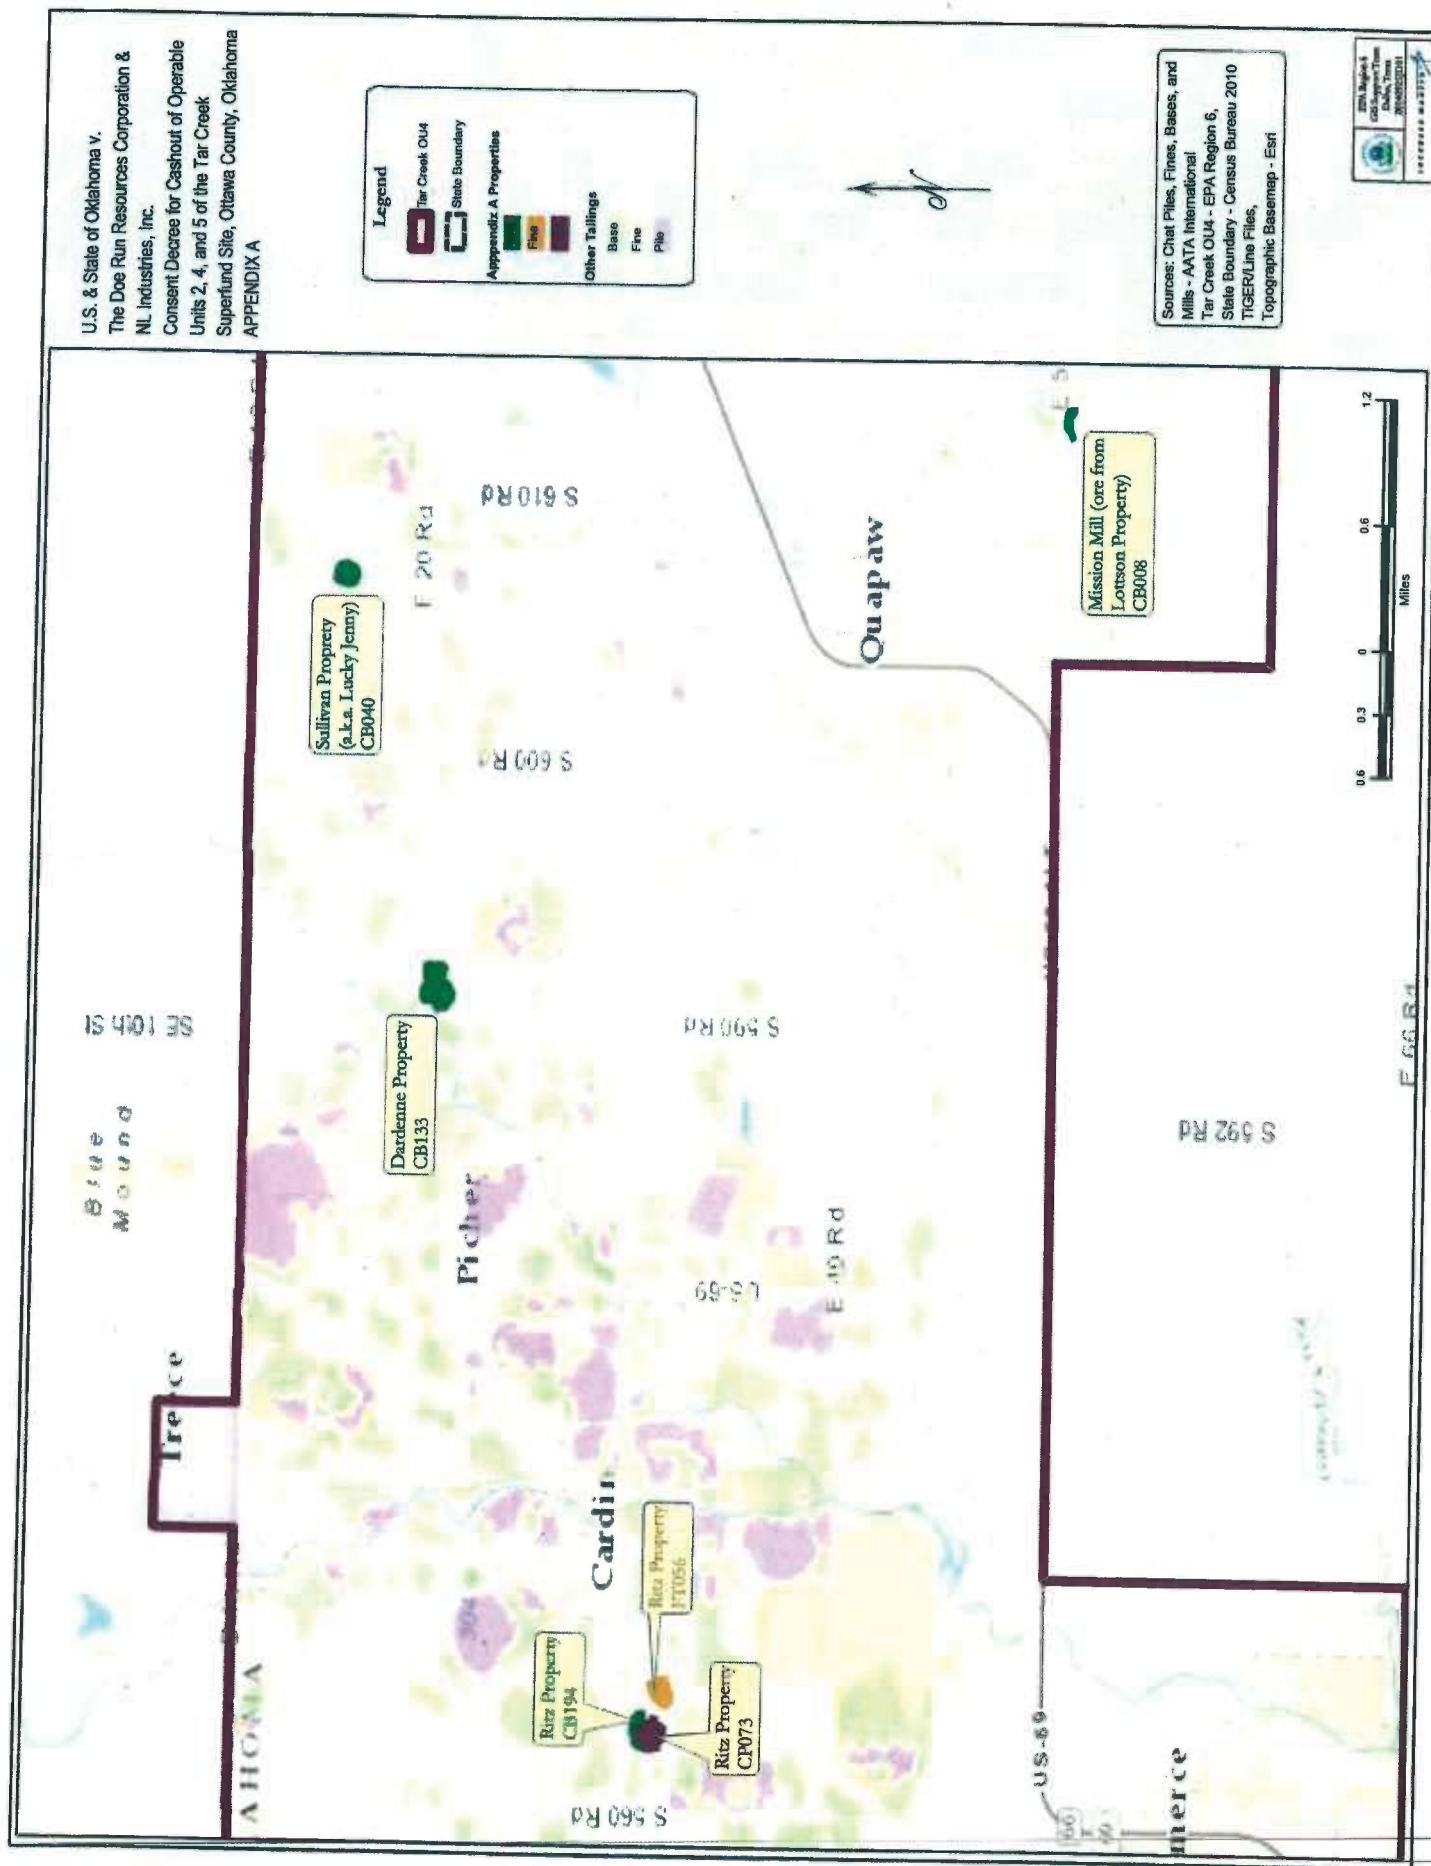 U.S. & State of Oklahoma v.
The Doe Run Resources Corporation &
NL Industries, Inc.
Consent Decree for Cashout of Operable
Units 2, 4, and 5 of the Tar Creek
Superfund Site, Ottawa County, Oklahoma
APPENDIX A
Legend
Tar Creek OU4
State Boundary
Apppendix A Properties
Fine
Other Tailings
Base
Fine
Pile
N
Sources: Chat Piles, Fines, Bases, and
Mills - AATA International
Tar Creek OU4 - EPA Region 6,
State Boundary - Census Bureau 2010
TIGER/Line Files,
Topographic Basemap - Esri
Blue
Mound
SE 10th St
AHOMA
Sullivan Proprety
(a.k.a. Lucky Jenny)
CB040
Dardenne Property
CB133
S 610 Rd
S 600 Rd
Picher
Cardin
Ritz Property
CB194
Ritz Property
FT056
Ritz Property
CP073
S 560 Rd
S 590 Rd
US-69
E 40 Rd
Quapaw
Mission Mill (ore from
Lottson Property)
CB008
E 5
US-69
merce
S 592 Rd
E 66 Rd
0.6
0.3
0
0.6
1.2
Miles